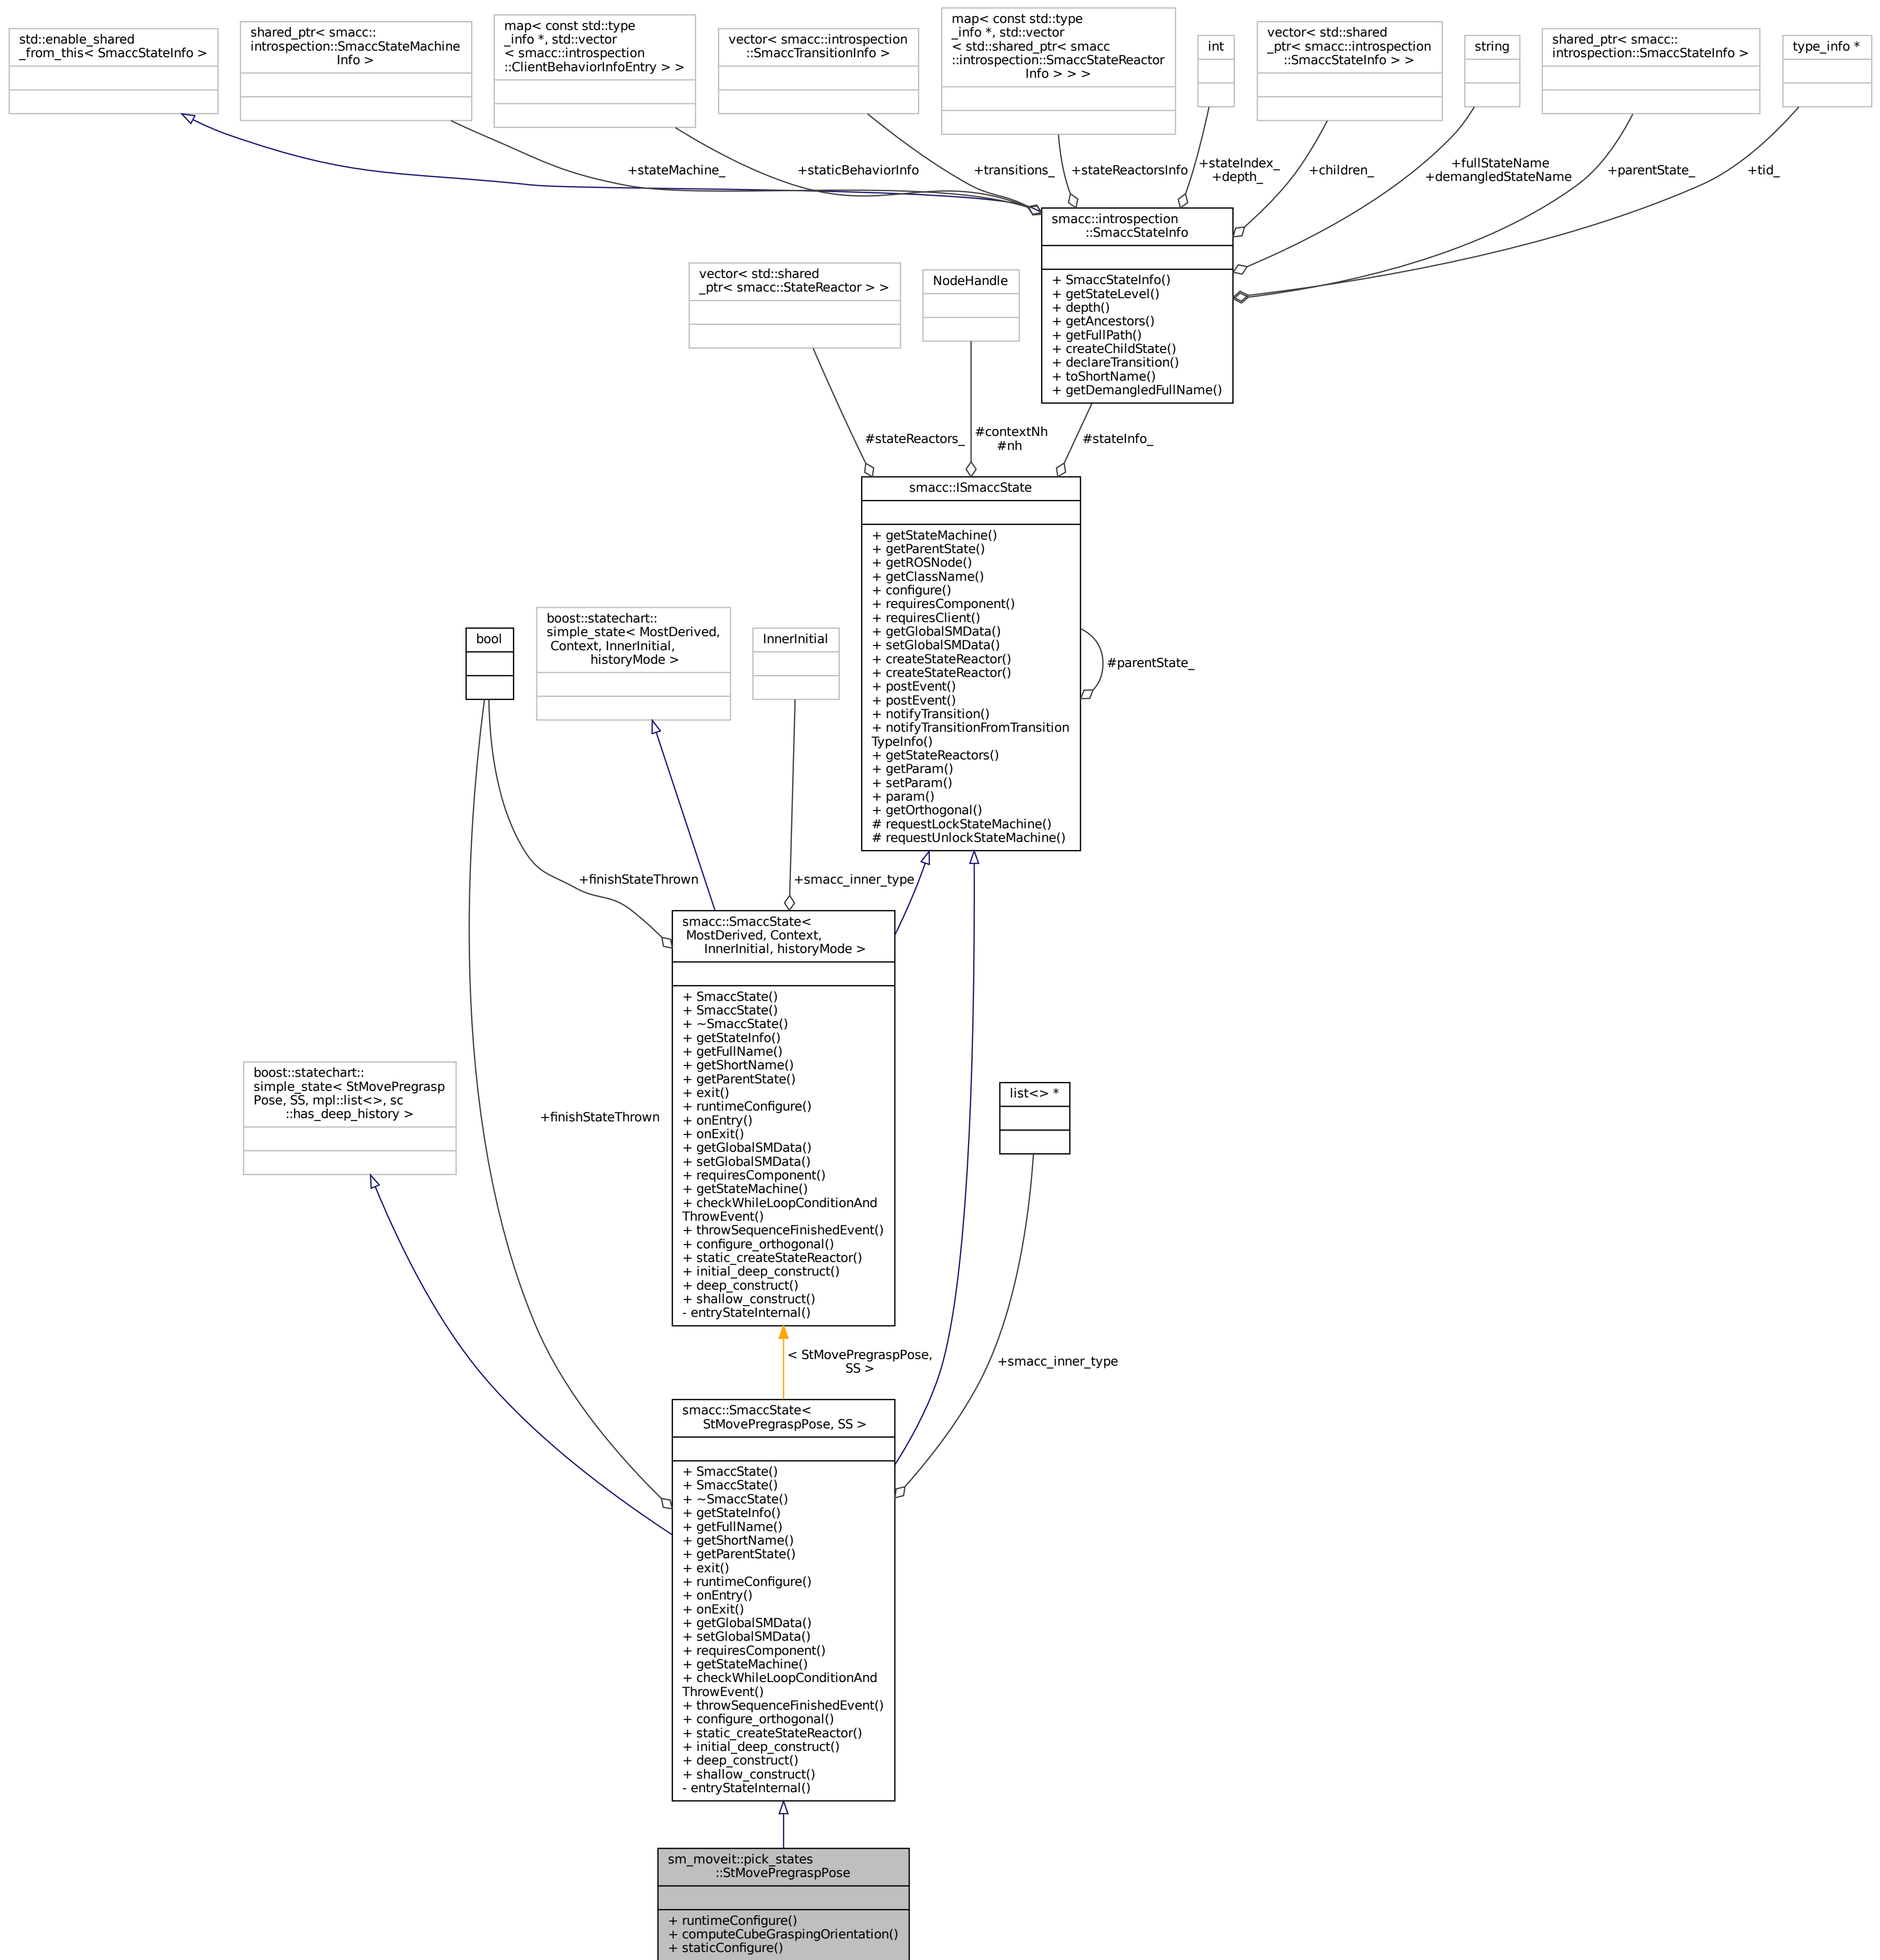 std::enable_shared
_from_this< SmaccStateInfo >
shared_ptr< smacc::
introspection::SmaccStateMachine
Info >
map< const std::type
_info *, std::vector
< smacc::introspection
::ClientBehaviorInfoEntry > >
vector< smacc::introspection
::SmaccTransitionInfo >
map< const std::type
_info *, std::vector
< std::shared_ptr< smacc
::introspection::SmaccStateReactor
Info > > >
int
vector< std::shared
_ptr< smacc::introspection
::SmaccStateInfo > >
string
shared_ptr< smacc::
introspection::SmaccStateInfo >
type_info *
+stateMachine_
+staticBehaviorInfo
+transitions_
+stateReactorsInfo
+stateIndex_
+depth_
+children_
+fullStateName
+demangledStateName
+parentState_
+tid_
smacc::introspection
::SmaccStateInfo
+ SmaccStateInfo()
+ getStateLevel()
+ depth()
+ getAncestors()
+ getFullPath()
+ createChildState()
+ declareTransition()
+ toShortName()
+ getDemangledFullName()
vector< std::shared
_ptr< smacc::StateReactor > >
NodeHandle
#stateReactors_
#contextNh
#nh
#stateInfo_
smacc::ISmaccState
+ getStateMachine()
+ getParentState()
+ getROSNode()
+ getClassName()
+ configure()
+ requiresComponent()
+ requiresClient()
+ getGlobalSMData()
+ setGlobalSMData()
+ createStateReactor()
+ createStateReactor()
+ postEvent()
+ postEvent()
+ notifyTransition()
+ notifyTransitionFromTransition
TypeInfo()
+ getStateReactors()
+ getParam()
+ setParam()
+ param()
+ getOrthogonal()
# requestLockStateMachine()
# requestUnlockStateMachine()
#parentState_
bool
boost::statechart::
simple_state< MostDerived,
Context, InnerInitial,
historyMode >
InnerInitial
+finishStateThrown
+smacc_inner_type
smacc::SmaccState<
MostDerived, Context,
InnerInitial, historyMode >
+ SmaccState()
+ SmaccState()
+ ~SmaccState()
+ getStateInfo()
+ getFullName()
+ getShortName()
+ getParentState()
+ exit()
+ runtimeConfigure()
+ onEntry()
+ onExit()
+ getGlobalSMData()
+ setGlobalSMData()
+ requiresComponent()
+ getStateMachine()
+ checkWhileLoopConditionAnd
ThrowEvent()
+ throwSequenceFinishedEvent()
+ configure_orthogonal()
+ static_createStateReactor()
+ initial_deep_construct()
+ deep_construct()
+ shallow_construct()
- entryStateInternal()
boost::statechart::
simple_state< StMovePregrasp
Pose, SS, mpl::list<>, sc
::has_deep_history >
+finishStateThrown
list<> *
< StMovePregraspPose,
SS >
+smacc_inner_type
smacc::SmaccState<
StMovePregraspPose, SS >
+ SmaccState()
+ SmaccState()
+ ~SmaccState()
+ getStateInfo()
+ getFullName()
+ getShortName()
+ getParentState()
+ exit()
+ runtimeConfigure()
+ onEntry()
+ onExit()
+ getGlobalSMData()
+ setGlobalSMData()
+ requiresComponent()
+ getStateMachine()
+ checkWhileLoopConditionAnd
ThrowEvent()
+ throwSequenceFinishedEvent()
+ configure_orthogonal()
+ static_createStateReactor()
+ initial_deep_construct()
+ deep_construct()
+ shallow_construct()
- entryStateInternal()
sm_moveit::pick_states
::StMovePregraspPose
+ runtimeConfigure()
+ computeCubeGraspingOrientation()
+ staticConfigure()